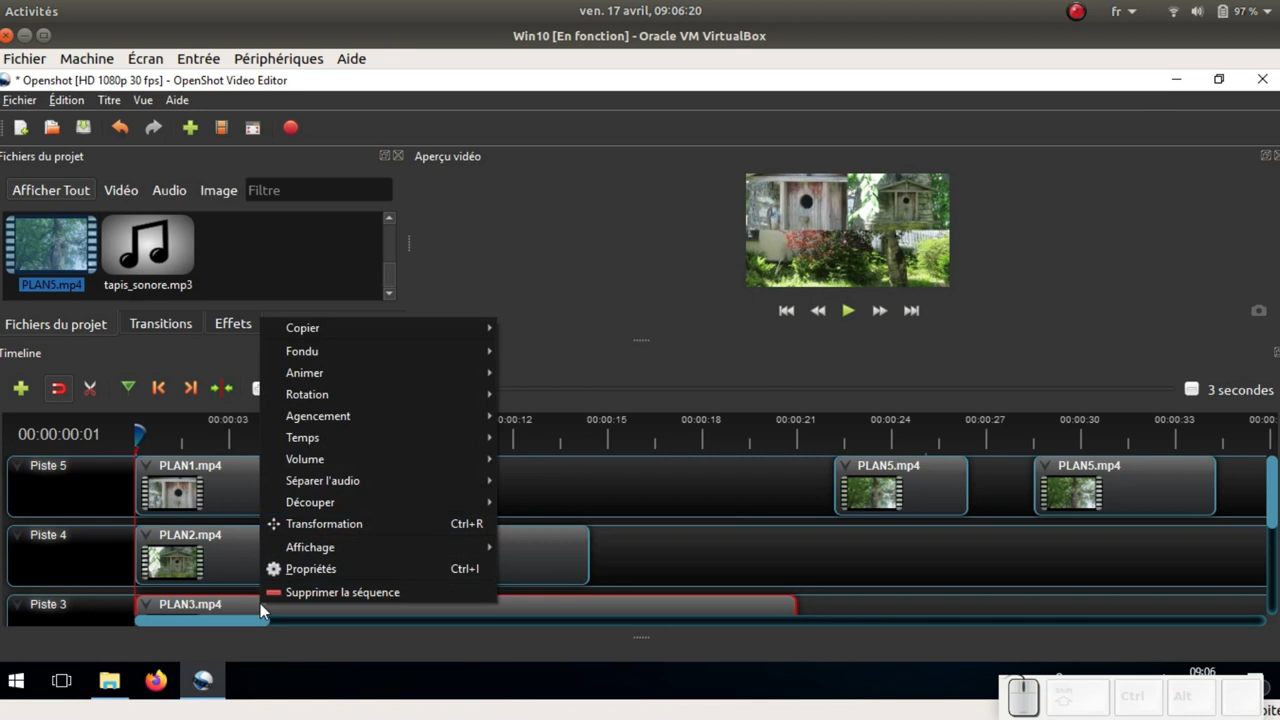 Activités
ven. 17 avril, 09:06:20
fr
97 %
Win10 [En fonction] - Oracle VM VirtualBox
Fichier Machine Écran Entrée Périphériques Aide
* Openshot [HD 1080p 30 fps] - OpenShot Video Editor
Fichier Édition Titre Vue Aide
Fichiers du projet
Aperçu vidéo
Afficher Tout Vidéo Audio Image Filtre
PLAN5.mp4 tapis_sonore.mp3
Fichiers du projet Transitions Effets
Timeline
3 secondes
00:00:00:01
00:00:03
00:00:12
00:00:15
00:00:18
00:00:21
00:00:24
00:00:27
00:00:30
00:00:
Piste 5
PLAN1.mp4
PLAN5.mp4
PLAN5.mp4
Piste 4
PLAN2.mp4
Piste 3
PLAN3.mp4
Copier
Fondu
Animer
Rotation
Agencement
Temps
Volume
Séparer l'audio
Découper
Transformation Ctrl+R
Affichage
Propriétés Ctrl+I
Supprimer la séquence
09:06
Shift
Ctrl
Alt